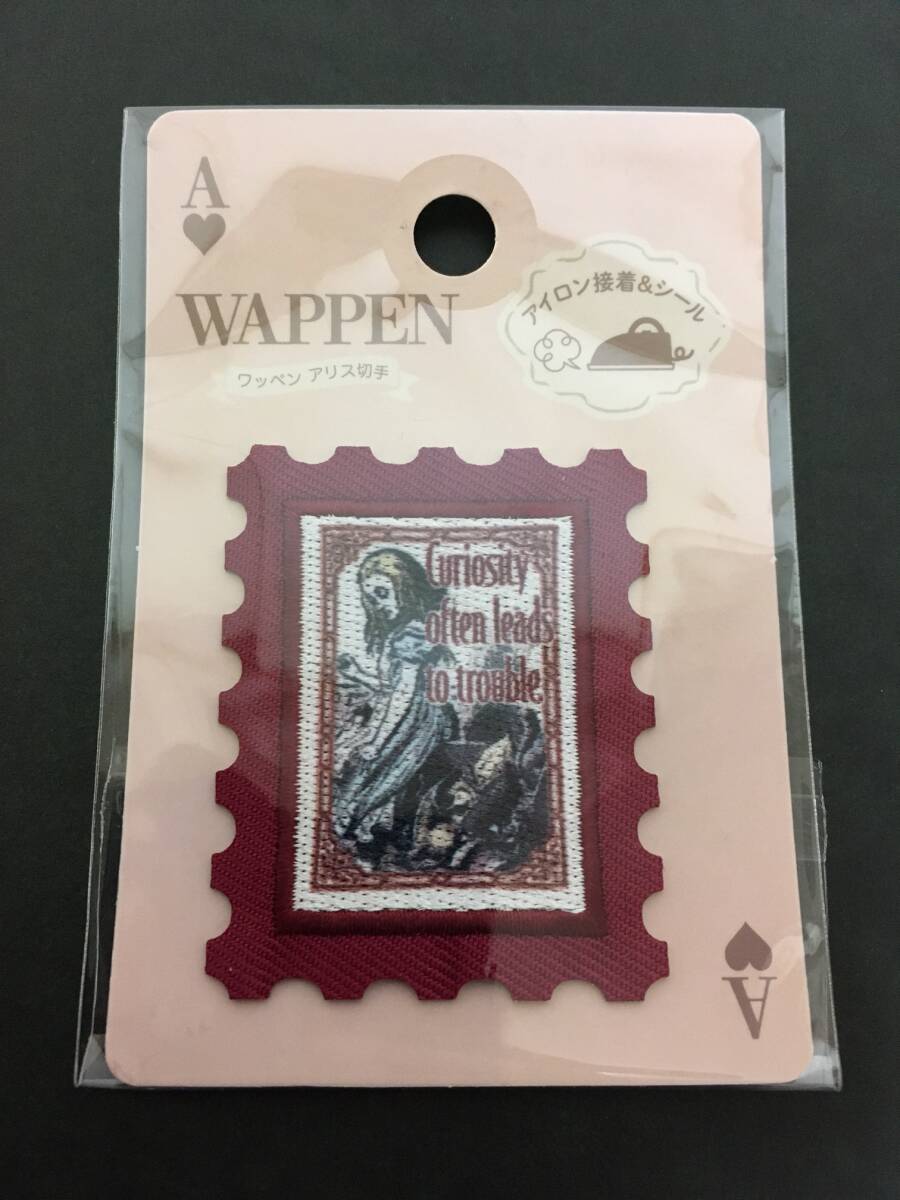 A
WAPPEN
ワッペン アリス切手
アイロン接着&シール
Curiosity
often leads
to trouble
A